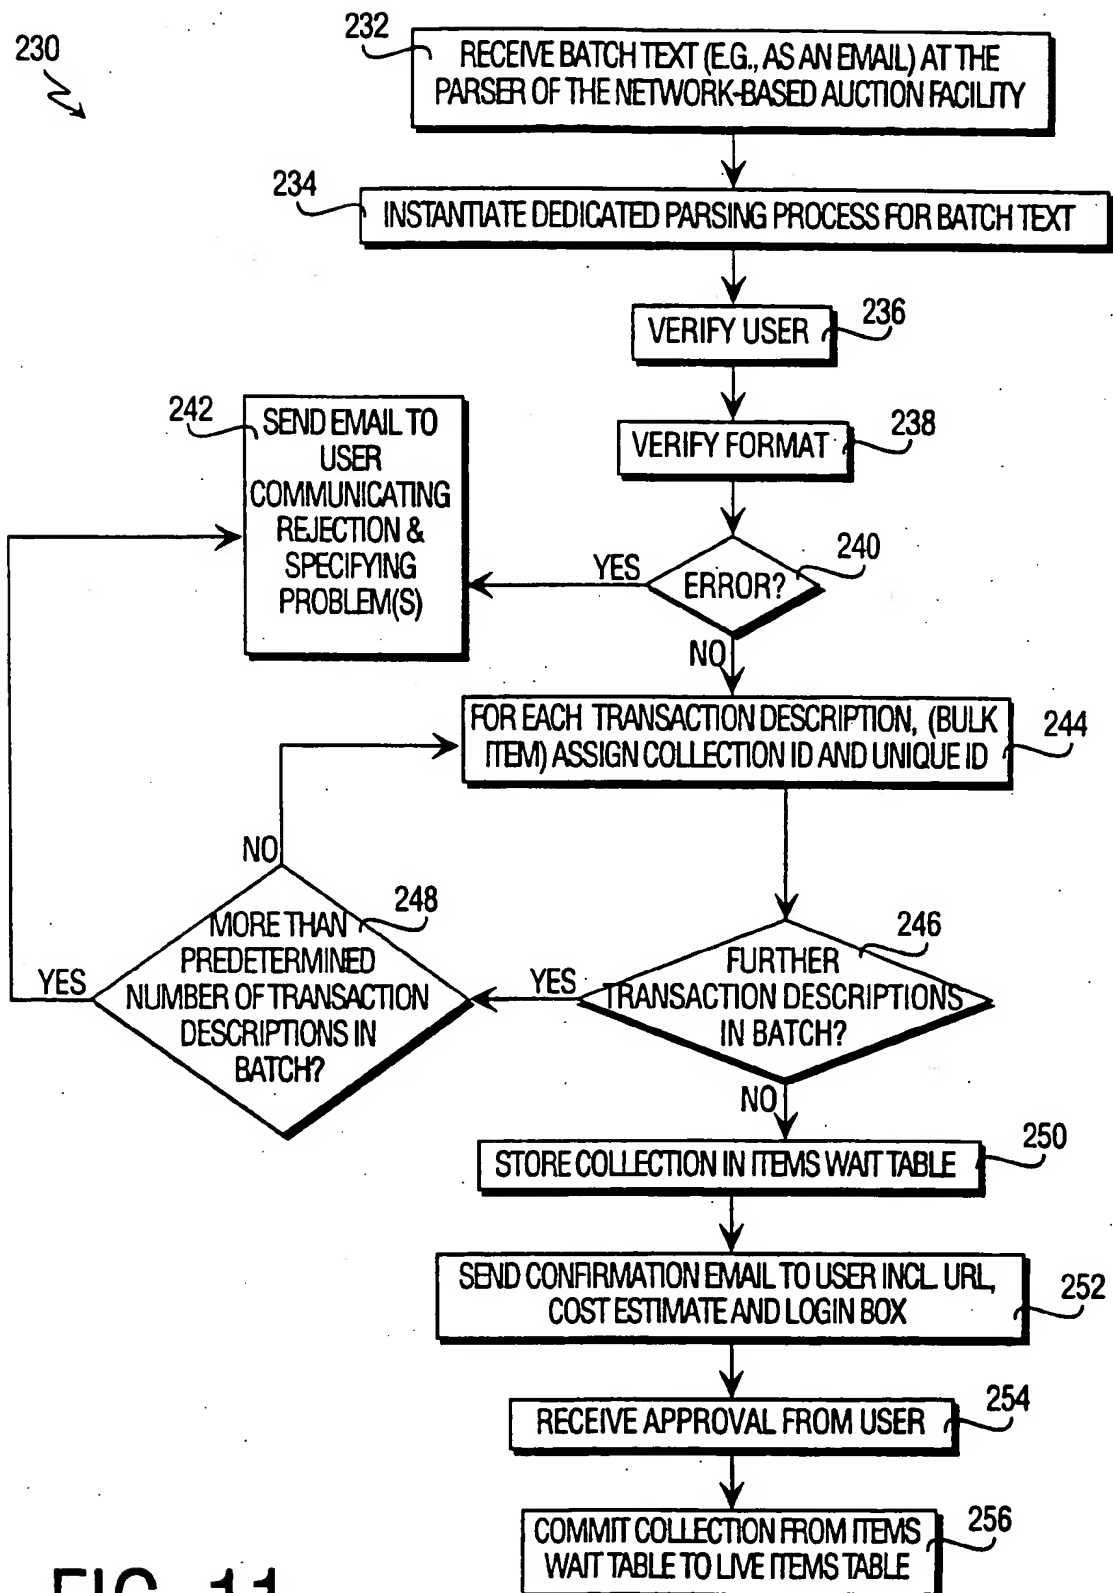 230
232
RECEIVE BATCH TEXT (E.G., AS AN EMAIL) AT THE
PARSER OF THE NETWORK-BASED AUCTION FACILITY
234
INSTANTIATE DEDICATED PARSING PROCESS FOR BATCH TEXT
VERIFY USER
236
VERIFY FORMAT
238
242
SEND EMAIL TO
USER
COMMUNICATING
REJECTION &
SPECIFYING
PROBLEM(S)
YES
ERROR?
240
NO
FOR EACH TRANSACTION DESCRIPTION, (BULK
ITEM) ASSIGN COLLECTION ID AND UNIQUE ID
244
NO
MORE THAN
PREDETERMINED
NUMBER OF TRANSACTION
DESCRIPTIONS IN
BATCH?
248
YES
YES
FURTHER
TRANSACTION DESCRIPTIONS
IN BATCH?
246
NO
STORE COLLECTION IN ITEMS WAIT TABLE
250
SEND CONFIRMATION EMAIL TO USER INCL. URL,
COST ESTIMATE AND LOGIN BOX
252
RECEIVE APPROVAL FROM USER
254
COMMIT COLLECTION FROM ITEMS
WAIT TABLE TO LIVE ITEMS TABLE
256
FIG. 11